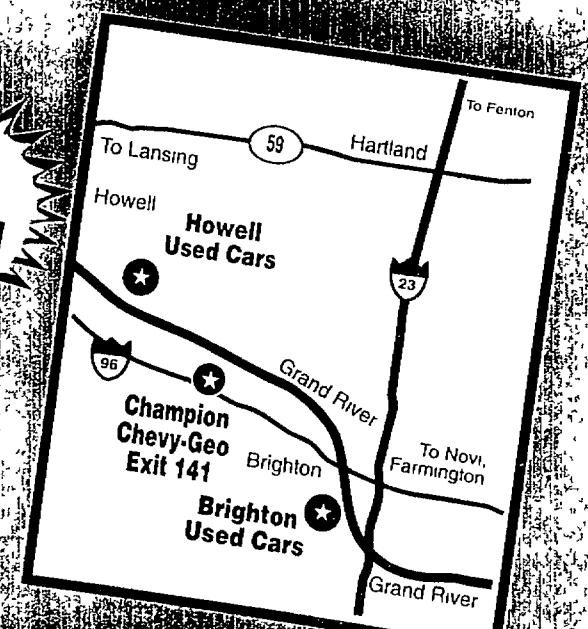 To Fenton
59
Hartland
To Lansing
Howell
Howell
Used Cars
23
96
Grand River
Champion
Chevy-Geo
Exit 141
Brighton
To Novi,
Farmington
Brighton
Used Cars
Grand River